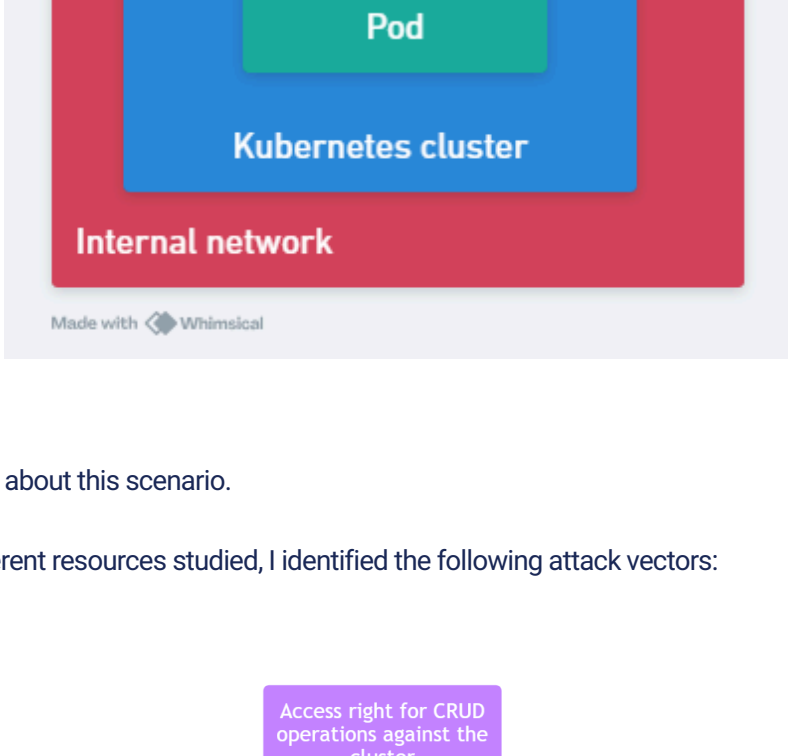 Pod
Kubernetes cluster
Internal network
Made with Whimsical
about this scenario.
resources studied, I identified the following attack vectors:
Access right for CRUD
operations against the
cluster